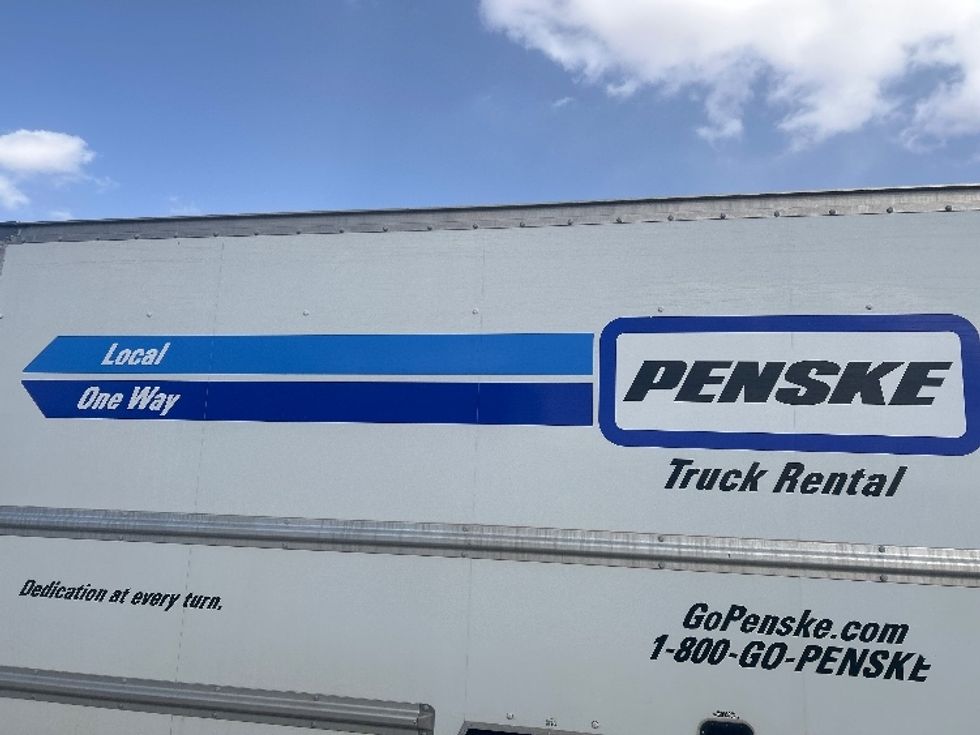 Local
One Way
PENSKE
Truck Rental
Dedication at every turn.
GoPenske.com
1-800-GO-PENSKE